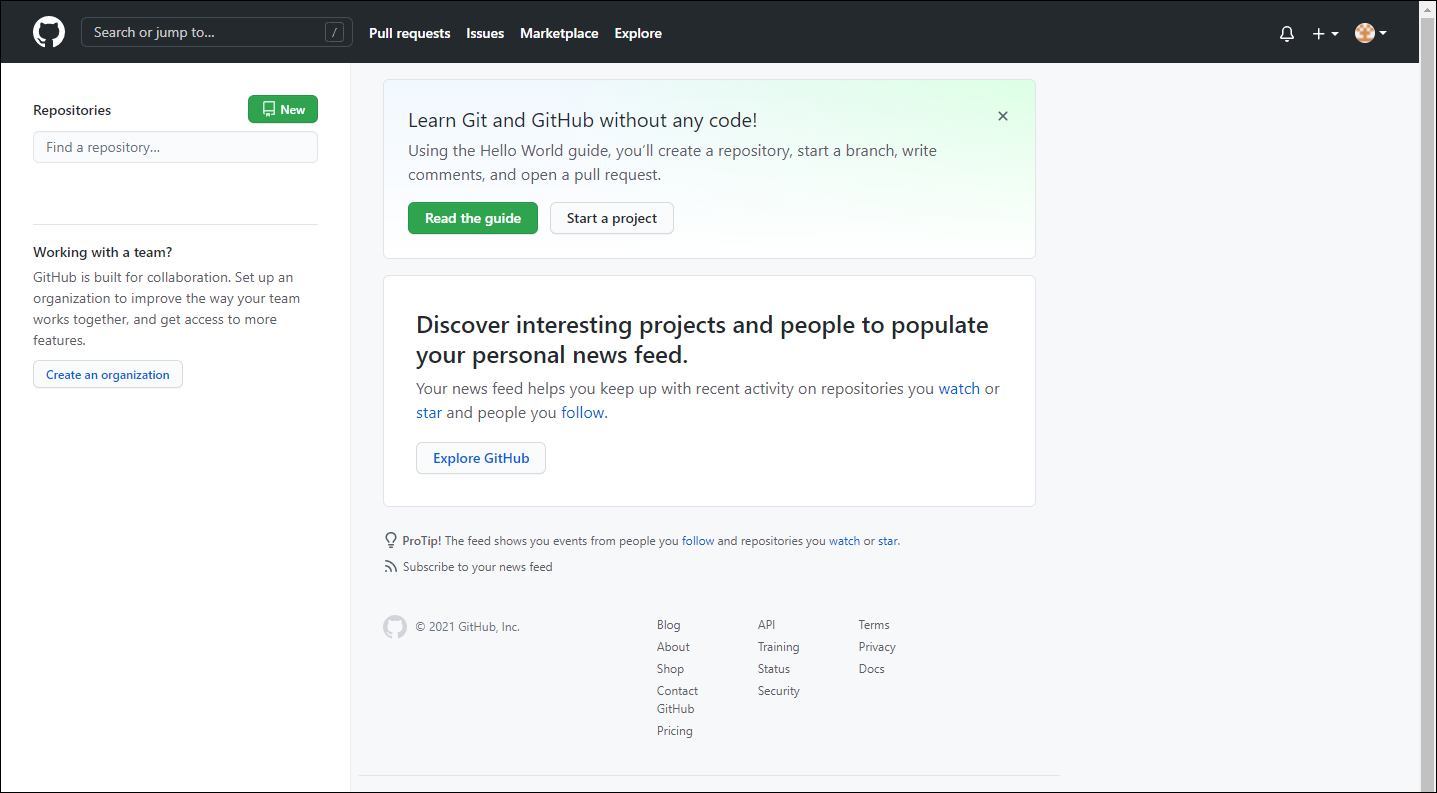 Search or jump to...
/
Pull requests
Issues
Marketplace
Explore
Repositories
New
Find a repository...
Working with a team?
GitHub is built for collaboration. Set up an
organization to improve the way your team
works together, and get access to more
features.
Create an organization
Learn Git and GitHub without any code!
Using the Hello World guide, you’ll create a repository, start a branch, write
comments, and open a pull request.
Read the guide
Start a project
Discover interesting projects and people to populate
your personal news feed.
Your news feed helps you keep up with recent activity on repositories you watch or
star and people you follow.
Explore GitHub
ProTip! The feed shows you events from people you follow and repositories you watch or star.
Subscribe to your news feed
© 2021 GitHub, Inc.
Blog
About
Shop
Contact
GitHub
Pricing
API
Training
Status
Security
Terms
Privacy
Docs